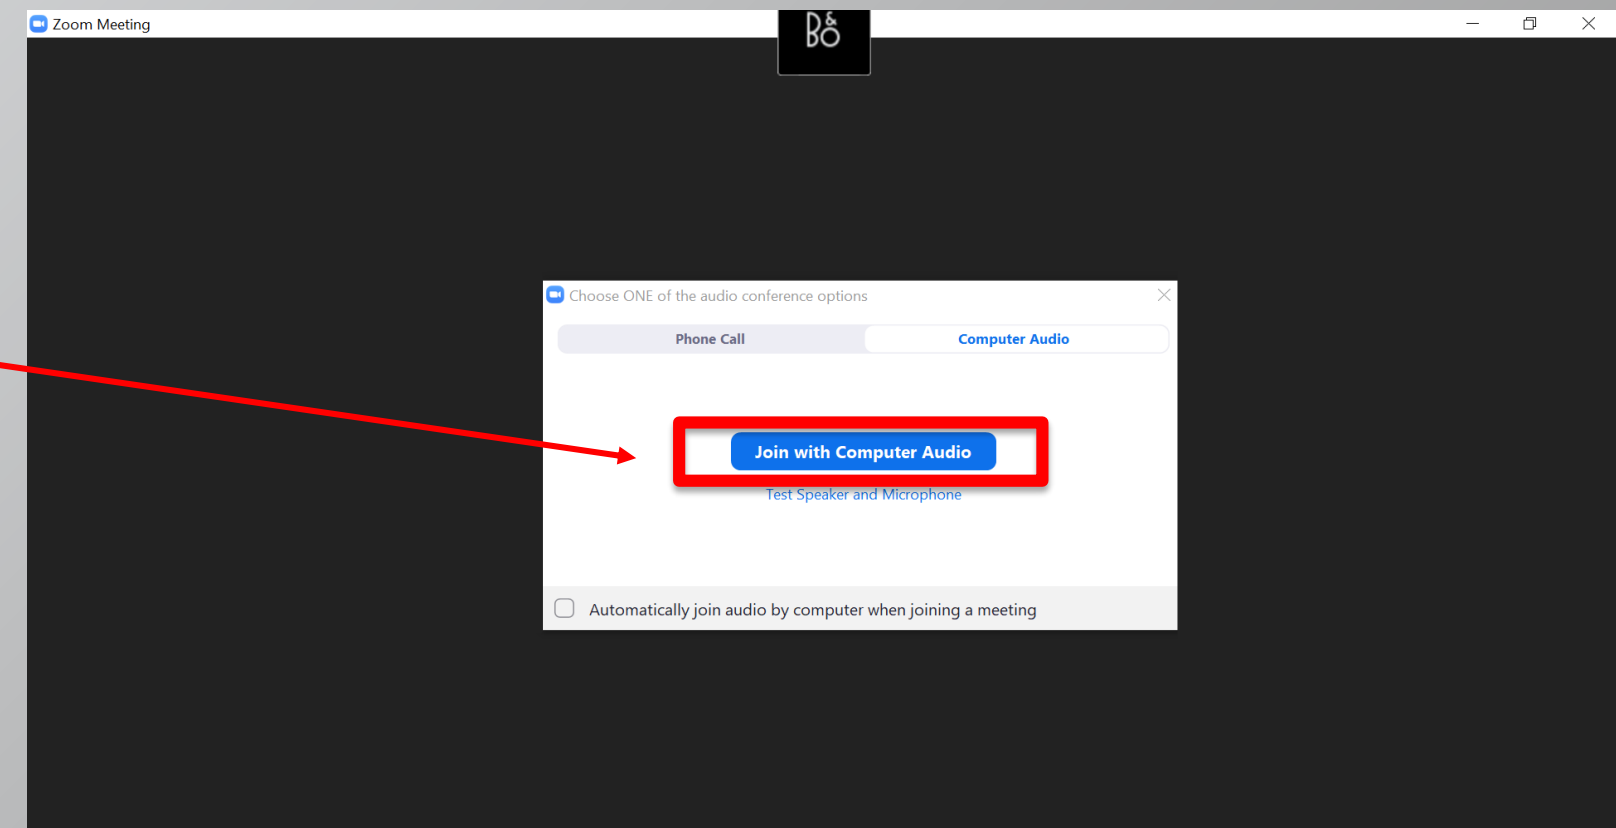 Zoom Meeting
B&O
Choose ONE of the audio conference options
Phone Call
Computer Audio
Join with Computer Audio
Test Speaker and Microphone
Automatically join audio by computer when joining a meeting